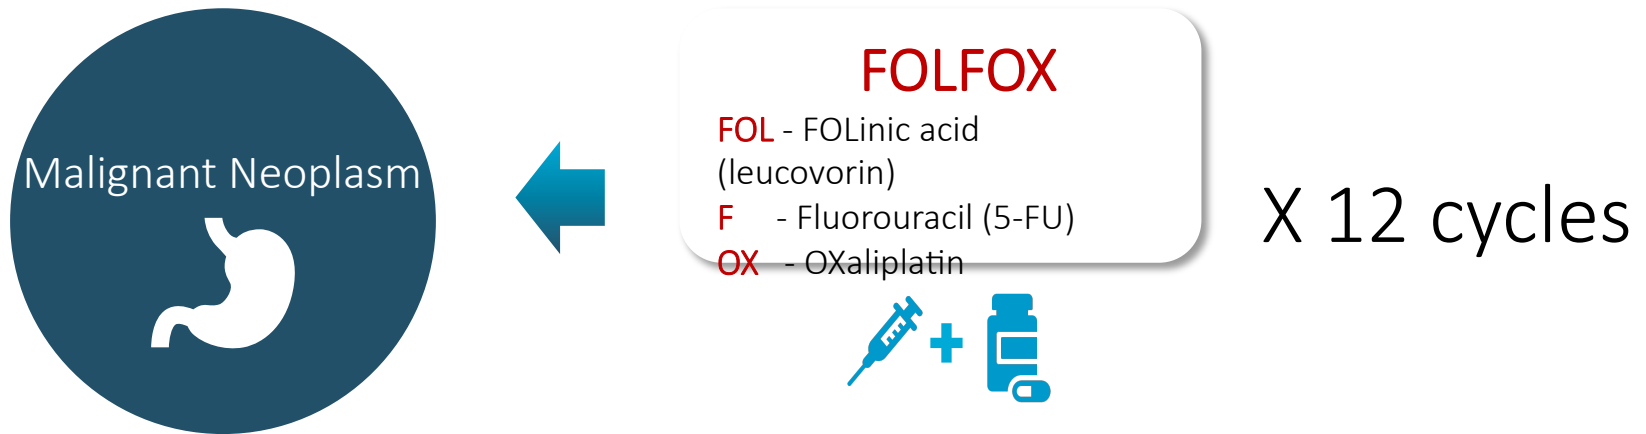 Malignant Neoplasm
FOLFOX
FOL - FOLinic acid
(leucovorin)
F - Fluorouracil (5-FU)
OX - OXaliplatin
X 12 cycles